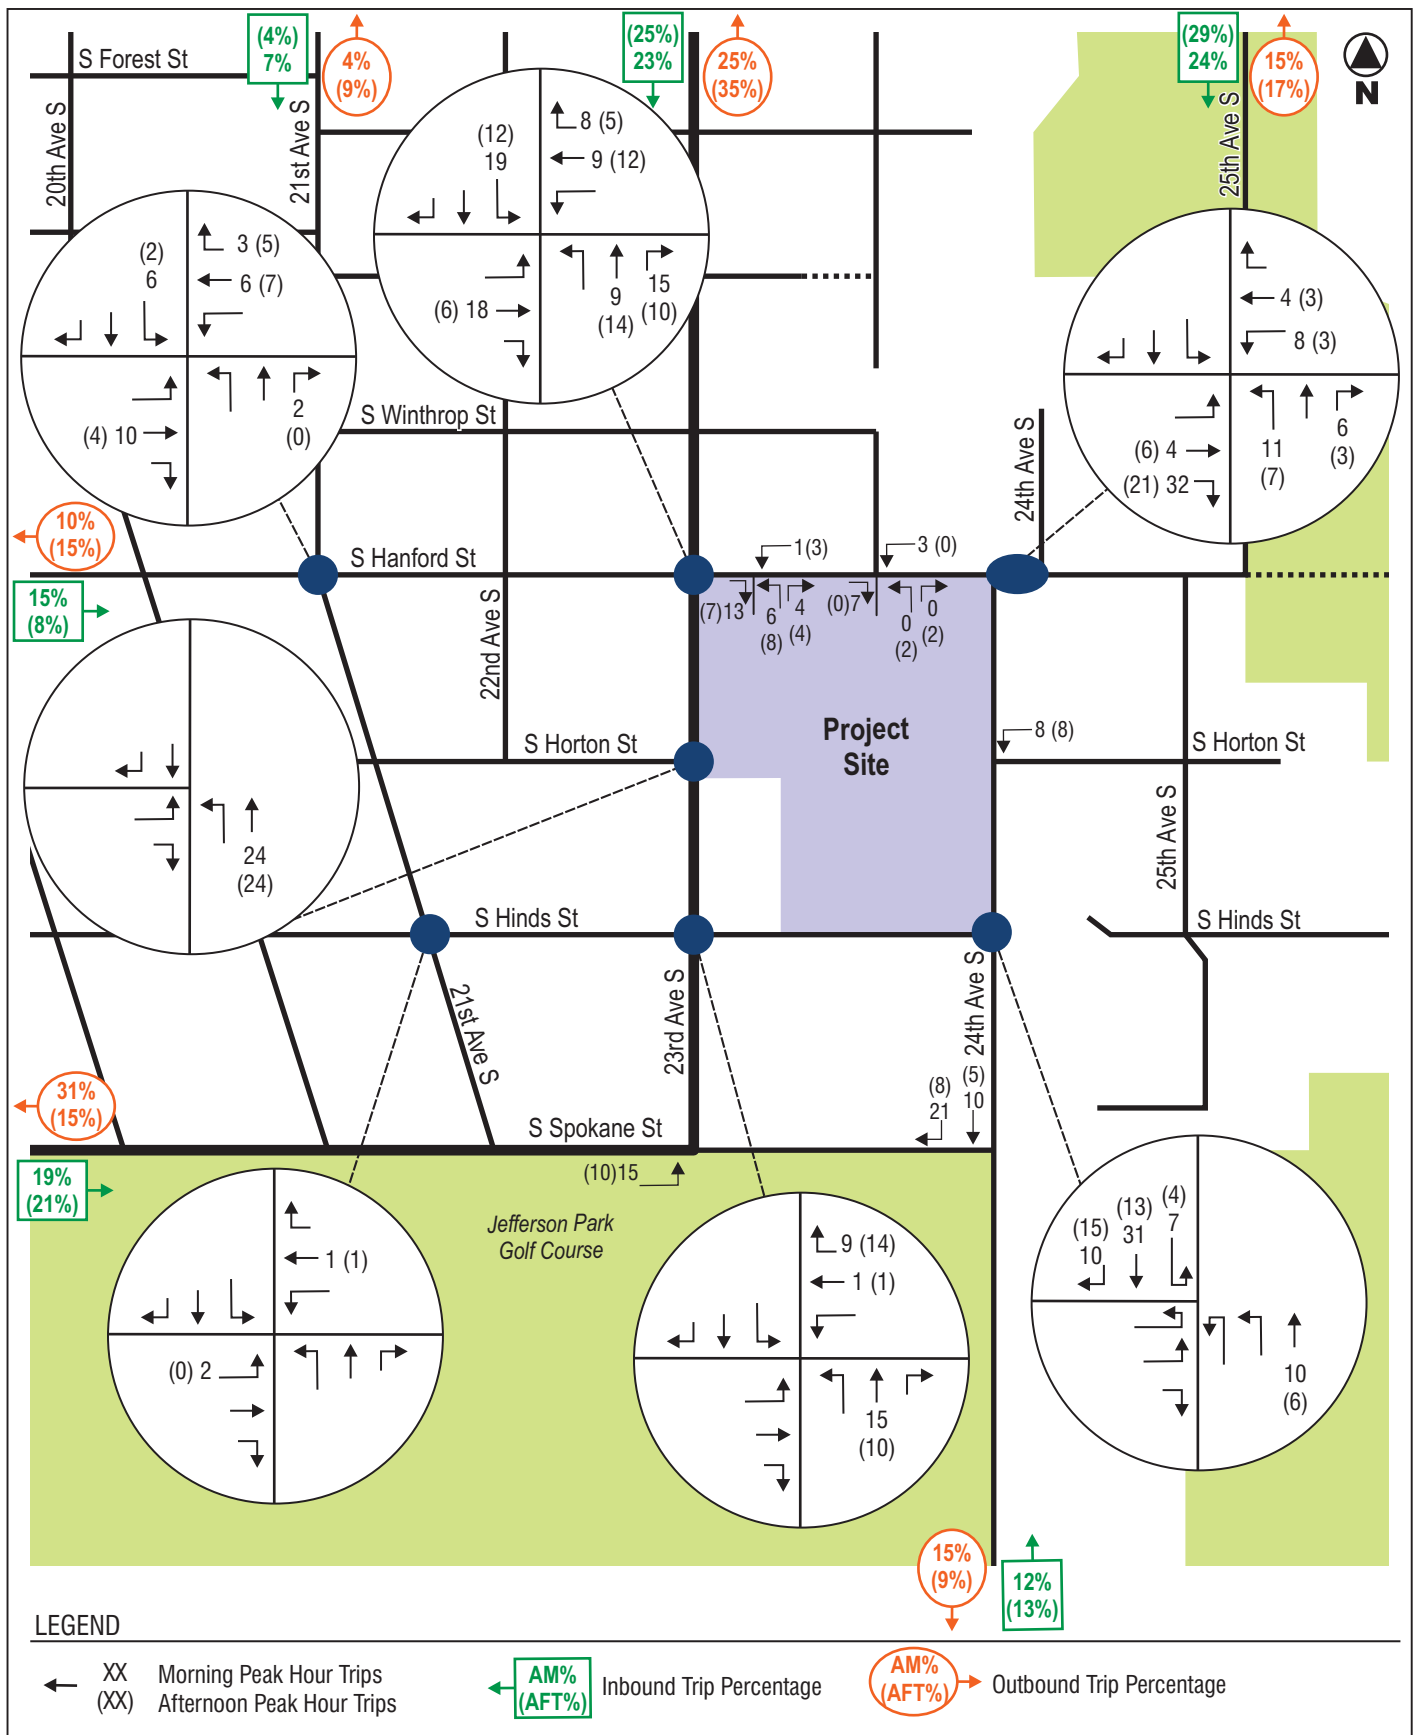 (4%)
7%
4%
(9%)
(25%)
23%
25%
(35%)
(29%)
24%
15%
(17%)
N
S Forest St
20th Ave S
21st Ave S
25th Ave S
(12)
19
8 (5)
9 (12)
(6) 18
9
(14)
15
(10)
(2)
6
3 (5)
6 (7)
(4) 10
2
(0)
4 (3)
8 (3)
(6) 4
(21) 32
11
(7)
6
(3)
S Winthrop St
24th Ave S
10%
(15%)
15%
(8%)
S Hanford St
1(3)
3 (0)
(7)13
6
(8)
4
(4)
(0)7
0
(2)
0
(2)
22nd Ave S
Project
Site
8 (8)
S Horton St
S Horton St
25th Ave S
24
(24)
S Hinds St
S Hinds St
21st Ave S
23rd Ave S
24th Ave S
(8)
21
(5)
10
31%
(15%)
19%
(21%)
S Spokane St
(10)15
Jefferson Park
Golf Course
1 (1)
(0) 2
9 (14)
1 (1)
15
(10)
(15)
10
(13)
31
(4)
7
10
(6)
15%
(9%)
12%
(13%)
LEGEND
XX
(XX)
Morning Peak Hour Trips
Afternoon Peak Hour Trips
AM%
(AFT%)
Inbound Trip Percentage
AM%
(AFT%)
Outbound Trip Percentage